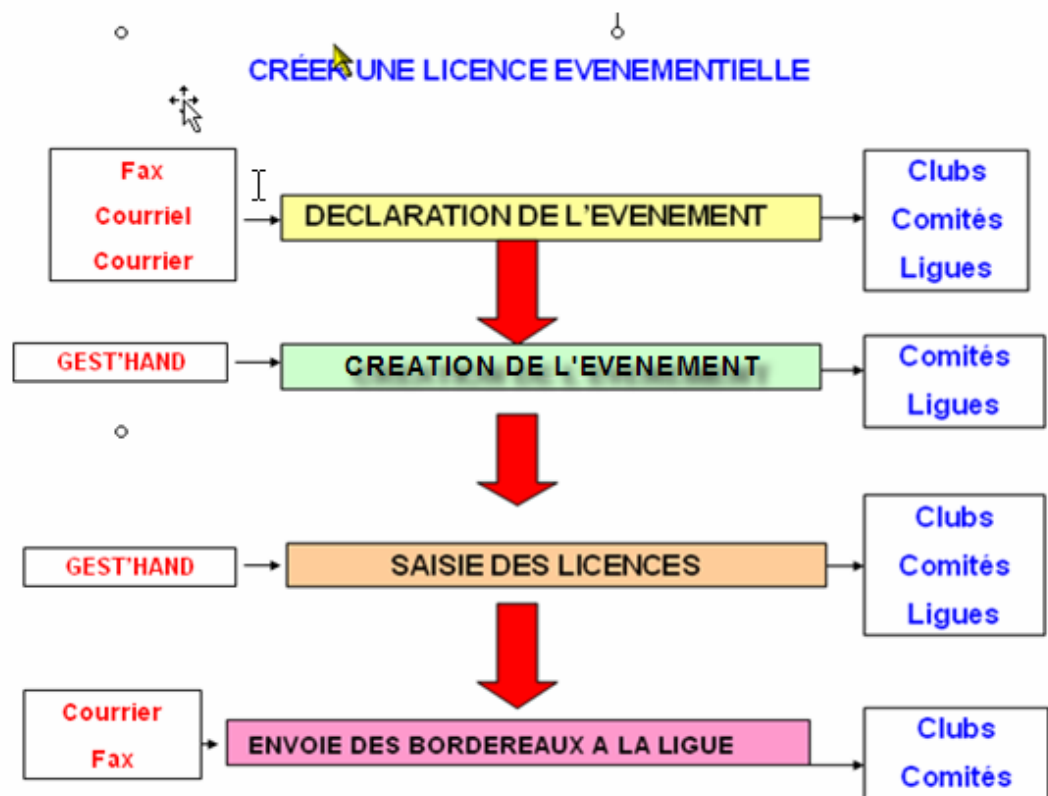 CRÉER UNE LICENCE EVENEMENTIELLE
Fax
Courriel
Courrier
DECLARATION DE L'EVENEMENT
Clubs
Comités
Ligues
GEST'HAND
CREATION DE L'EVENEMENT
Comités
Ligues
GEST'HAND
SAISIE DES LICENCES
Clubs
Comités
Ligues
Courrier
Fax
ENVOIE DES BORDEREAUX A LA LIGUE
Clubs
Comités